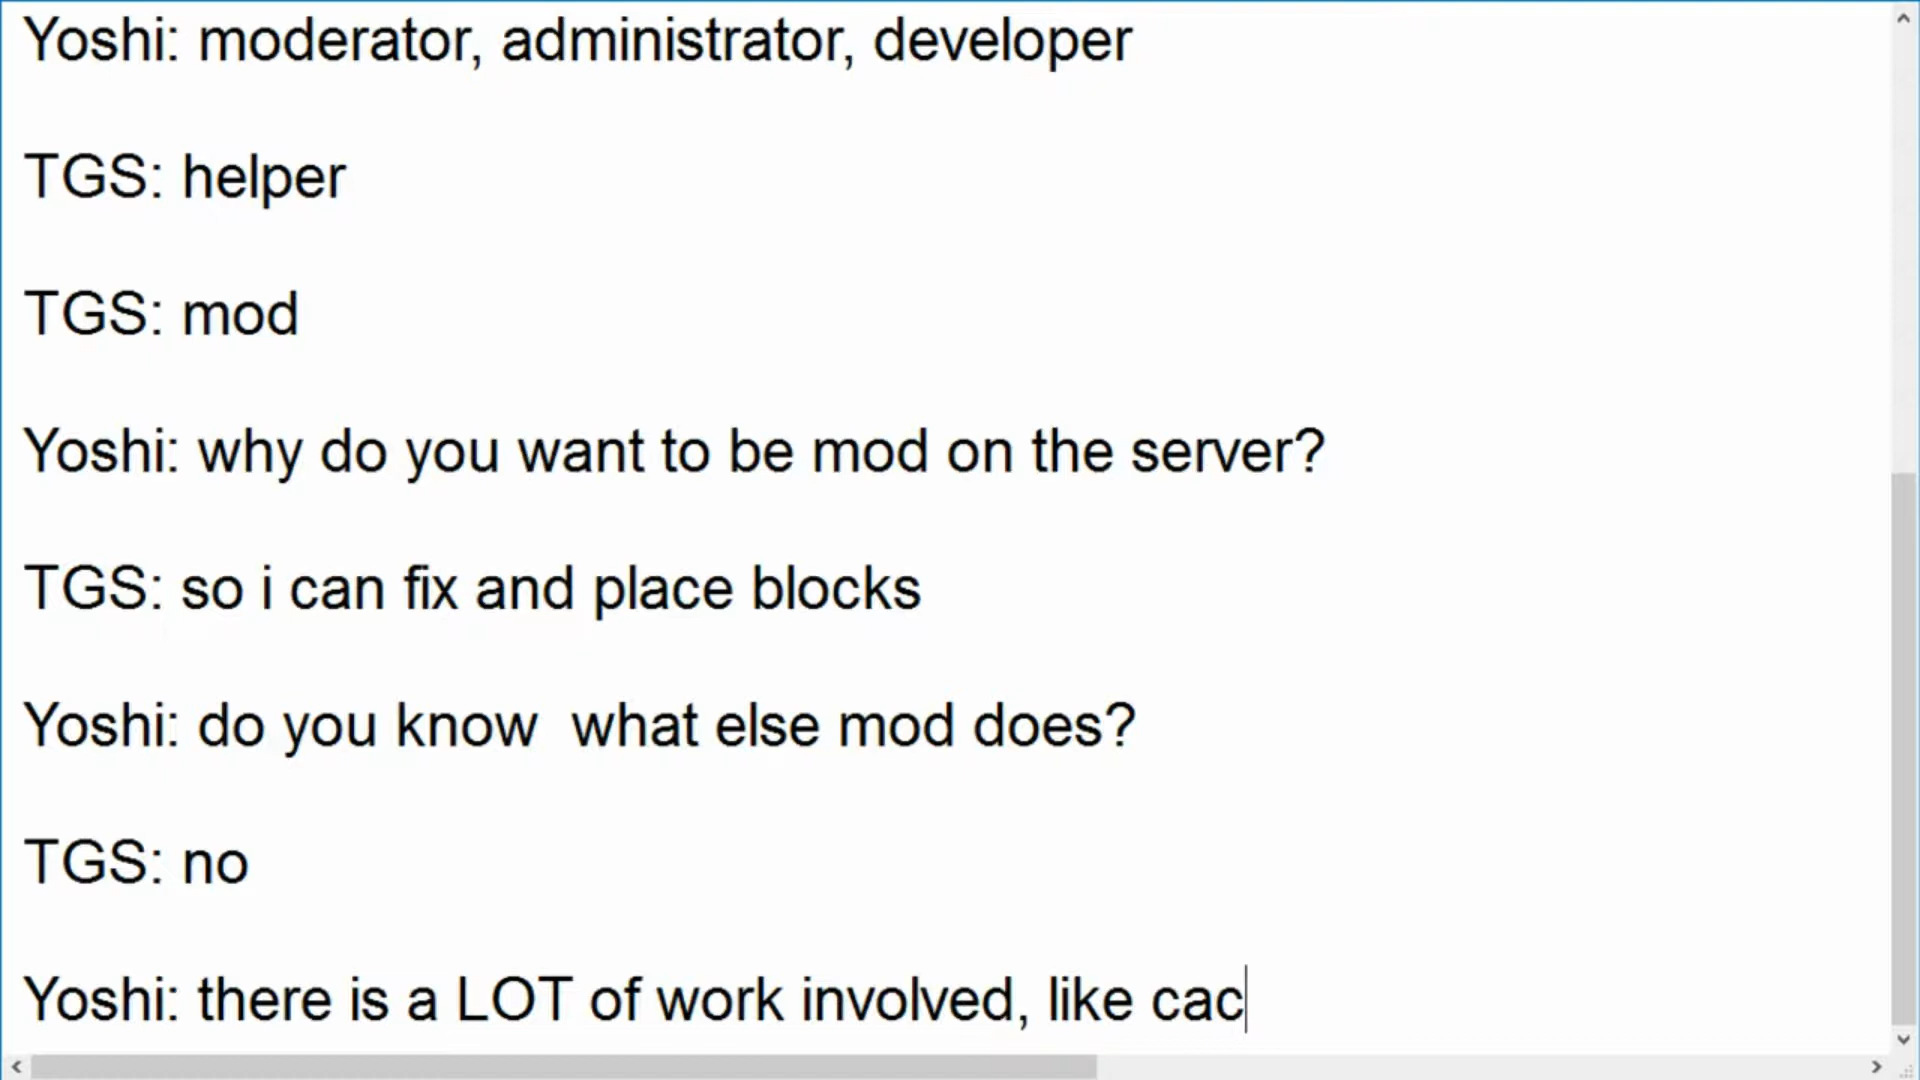 Yoshi: moderator, administrator, developer
TGS: helper
TGS: mod
Yoshi: why do you want to be mod on the server?
TGS: so i can fix and place blocks
Yoshi: do you know  what else mod does?
TGS: no
Yoshi: there is a LOT of work involved, like cac